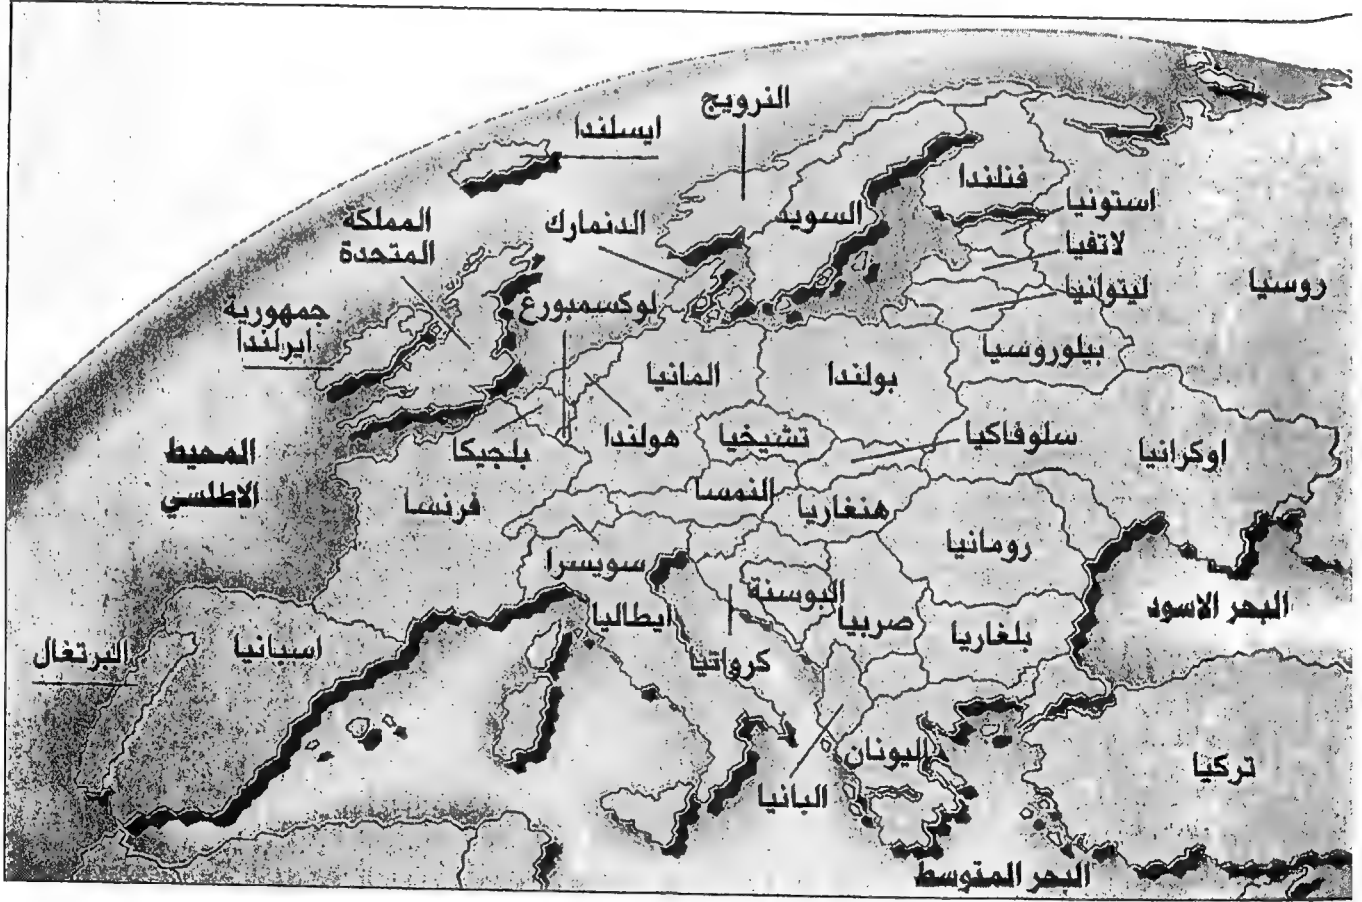 النرويج
ايسلندا
فنلندا
السويد
استونيا
المملكة
المتحدة
الدنمارك
لاتفيا
روسيا
ليتوانيا
لوكسمبورغ
جمهورية
ايرلندا
بيلوروسيا
المانيا
بولندا
سلوفاكيا
تشيخيا
هولندا
بلجيكا
اوكرانيا
المحيط
الاطلسي
النمسا
هنغاريا
فرنسا
رومانيا
سويسرا
البوسنة
البحر الاسود
ايطاليا
صربيا
بلغاريا
اسبانيا
البرتغال
كرواتيا
اليونان
تركيا
البانيا
البحر المتوسط